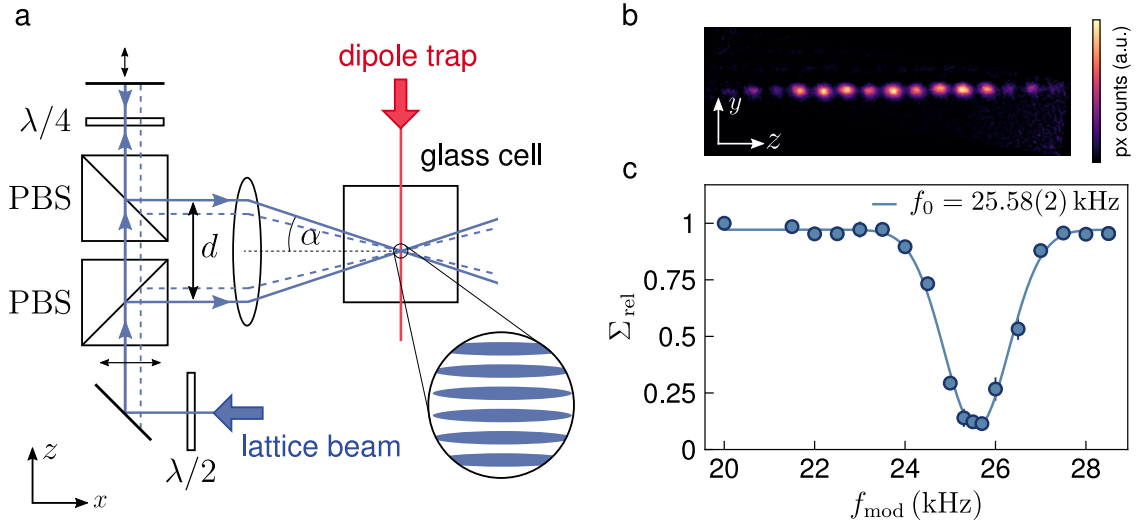 a
dipole trap
λ/4
PBS
glass cell
d
α
PBS
z
x
λ/2
lattice beam
b
y
z
px counts (a.u.)
c
f₀ = 25.58(2) kHz
1
0.75
0.5
0.25
0
Σrel
20 22 24 26 28
fmod (kHz)